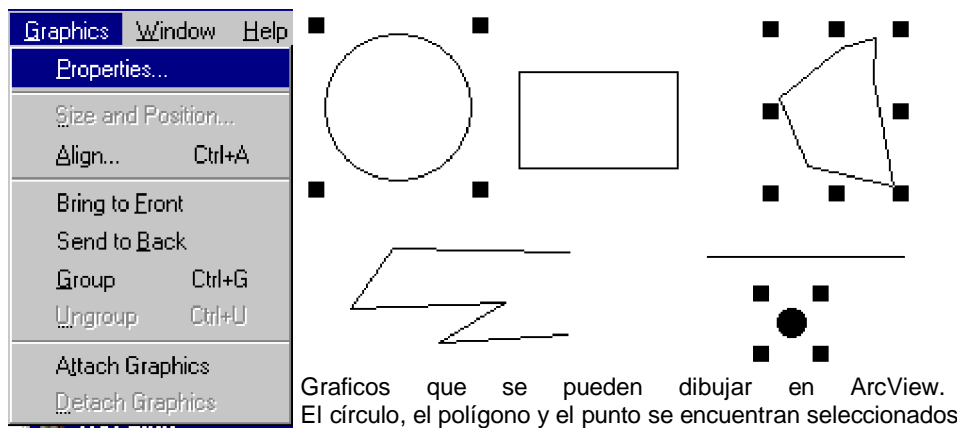 Graphics Window Help
Properties...
Size and Position...
Align... Ctrl+A
Bring to Front
Send to Back
Group Ctrl+G
Ungroup Ctrl+U
Attach Graphics
Detach Graphics
Graficos que se pueden dibujar en ArcView.
El círculo, el polígono y el punto se encuentran seleccionados